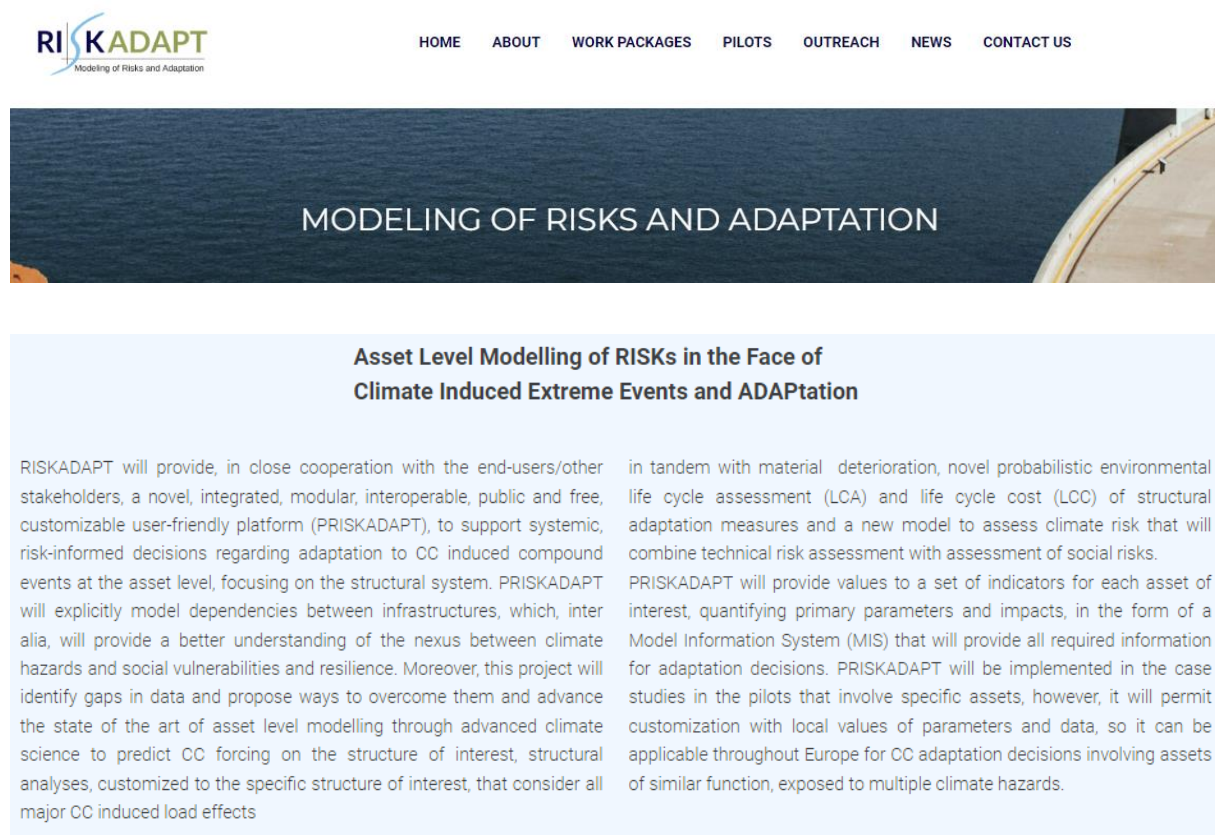 RISKADAPT
Modeling of Risks and Adaptation
HOME ABOUT WORK PACKAGES PILOTS OUTREACH NEWS CONTACT US
MODELING OF RISKS AND ADAPTATION
Asset Level Modelling of RISKs in the Face of
Climate Induced Extreme Events and ADAPtation
RISKADAPT will provide, in close cooperation with the end-users/other
stakeholders, a novel, integrated, modular, interoperable, public and free,
customizable user-friendly platform (PRISKADAPT), to support systemic,
risk-informed decisions regarding adaptation to CC induced compound
events at the asset level, focusing on the structural system. PRISKADAPT
will explicitly model dependencies between infrastructures, which, inter
alia, will provide a better understanding of the nexus between climate
hazards and social vulnerabilities and resilience. Moreover, this project will
identify gaps in data and propose ways to overcome them and advance
the state of the art of asset level modelling through advanced climate
science to predict CC forcing on the structure of interest, structural
analyses, customized to the specific structure of interest, that consider all
major CC induced load effects
in tandem with material deterioration, novel probabilistic environmental
life cycle assessment (LCA) and life cycle cost (LCC) of structural
adaptation measures and a new model to assess climate risk that will
combine technical risk assessment with assessment of social risks.
PRISKADAPT will provide values to a set of indicators for each asset of
interest, quantifying primary parameters and impacts, in the form of a
Model Information System (MIS) that will provide all required information
for adaptation decisions. PRISKADAPT will be implemented in the case
studies in the pilots that involve specific assets, however, it will permit
customization with local values of parameters and data, so it can be
applicable throughout Europe for CC adaptation decisions involving assets
of similar function, exposed to multiple climate hazards.